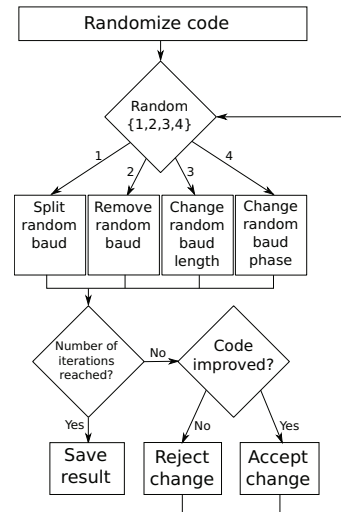 Randomize code
Random
{1,2,3,4}
1
2
3
4
Split
random
baud
Remove
random
baud
Change
random
baud
length
Change
random
baud
phase
Number of
iterations
reached?
No
Code
improved?
Yes
No
Yes
Save
result
Reject
change
Accept
change